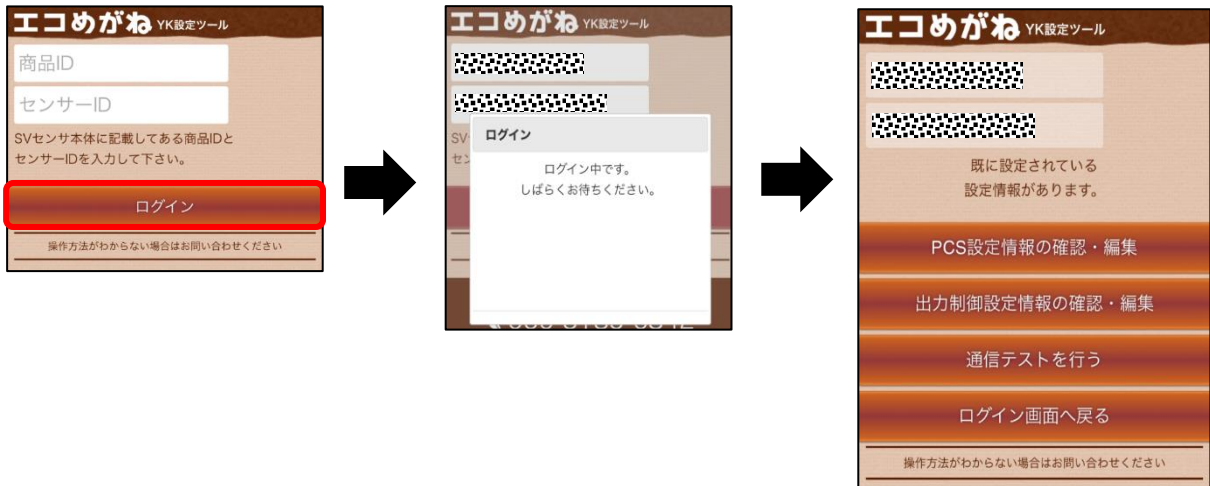 エコめがね YK設定ツール
商品ID
センサーID
SVセンサ本体に記載してある商品IDと
センサーIDを入力して下さい。
ログイン
操作方法がわからない場合はお問い合わせください
エコめがね YK設定ツール
SV
セン
ログイン
ログイン中です。
しばらくお待ちください。
エコめがね YK設定ツール
既に設定されている
設定情報があります。
PCS設定情報の確認・編集
出力制御設定情報の確認・編集
通信テストを行う
ログイン画面へ戻る
操作方法がわからない場合はお問い合わせください